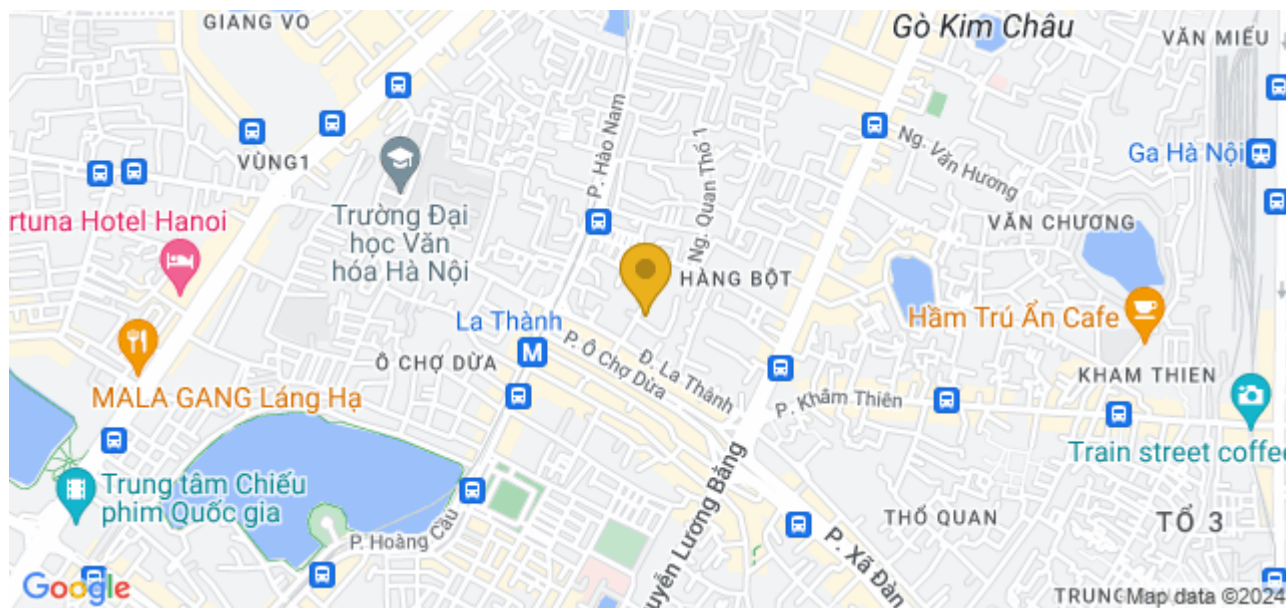 GIANG VO
Gò Kim Châu
VĂN MIẾU
P. Hào Nam
Ng. Văn Hương
VÙNG1
Ga Hà Nội
Ng. Quan Thổ 1
Trường Đại
học Văn
hóa Hà Nội
rtuna Hotel Hanoi
VĂN CHƯƠNG
HÀNG BỘT
La Thành
M
Hầm Trú Ẩn Cafe
P. Ô Chợ Dừa
Đ. La Thành
Ô CHỢ DỪA
KHAM THIEN
MALA GANG Láng Hạ
P. Khâm Thiên
Train street coffee
Trung tâm Chiếu
phim Quốc gia
uyễn Lương Bằng
THỔ QUAN
TỔ 3
P. Hoàng Cầu
P. Xã Đàn
Google
TRUNG
Map data ©2024